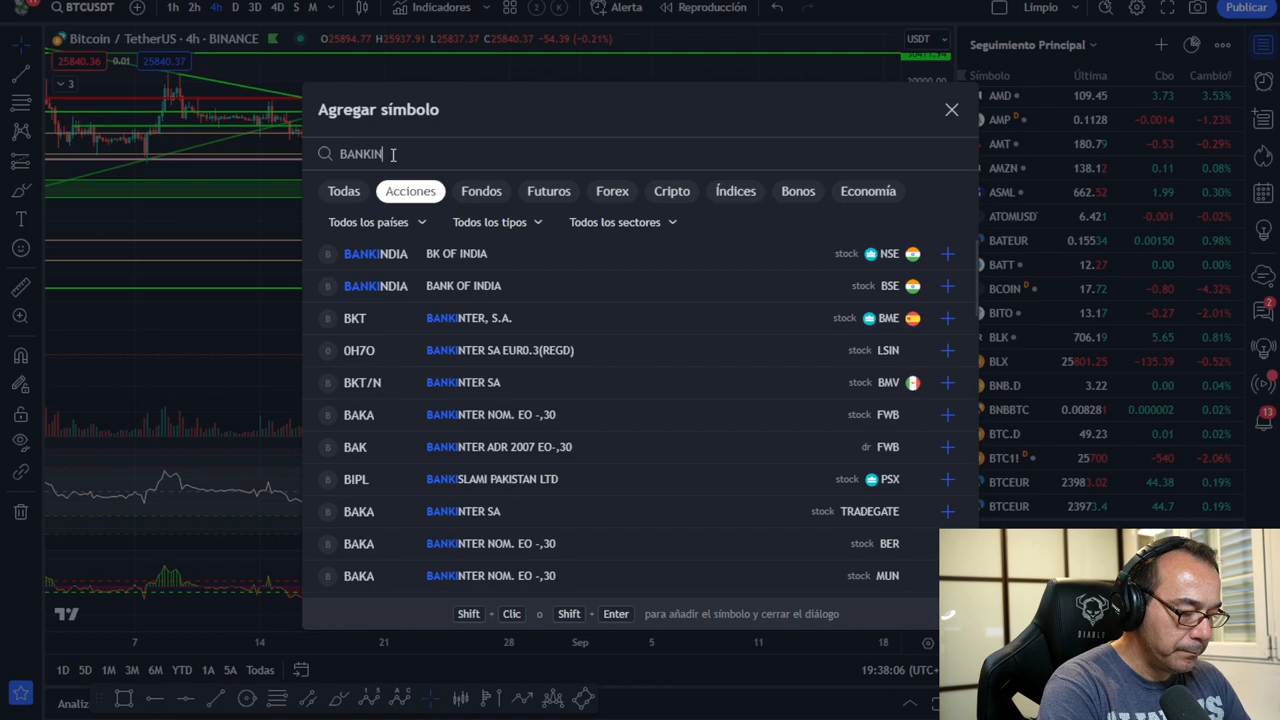 BTCUSDT 1h 2h 4h D 3D 4D S M Indicadores 2 Alerta Reproducción Limpio Publicar
Bitcoin / TetherUS · 4h · BINANCE O25894.77 H25937.91 L25837.37 C25840.37 -54.39 (-0.21%) USDT
25840.36 0.01 25840.37
3
Agregar símbolo
BANKIN
Todas Acciones Fondos Futuros Forex Cripto Índices Bonos Economía
Todos los países Todos los tipos Todos los sectores
B BANKINDIA BK OF INDIA stock NSE
B BANKINDIA BANK OF INDIA stock BSE
B BKT BANKINTER, S.A. stock BME
0 0H7O BANKINTER SA EUR0.3(REGD) stock LSIN
B BKT/N BANKINTER SA stock BMV
B BAKA BANKINTER NOM. EO -,30 stock FWB
B BAK BANKINTER ADR 2007 EO-,30 dr FWB
B BIPL BANKISLAMI PAKISTAN LTD stock PSX
B BAKA BANKINTER SA stock TRADEGATE
B BAKA BANKINTER NOM. EO -,30 stock BER
B BAKA BANKINTER NOM. EO -,30 stock MUN
Shift + Clic o Shift + Enter para añadir el símbolo y cerrar el diálogo
Seguimiento Principal
Símbolo Última Cbo Cambio%
AMD 109.45 3.73 3.53%
AMP D 0.1128 -0.0014 -1.23%
AMT 180.79 -0.53 -0.29%
AMZN 138.12 0.11 0.08%
ASML 662.52 1.99 0.30%
ATOMUSD 6.421 -0.001 -0.02%
BATEUR 0.15534 0.00150 0.98%
BATT 12.27 0.00 0.00%
BCOIN D 17.72 -0.80 -4.32%
BITO 13.17 -0.27 -2.01%
BLK 706.19 5.65 0.81%
BLX 25801.25 -135.39 -0.52%
BNB.D 3.22 0.00 0.04%
BNBBTC 0.008281 0.000002 0.02%
BTC.D 49.23 0.01 0.02%
BTC1! D 25700 -540 -2.06%
BTCEUR 23983.02 44.38 0.19%
BTCEUR 23973.4 44.7 0.19%
13
7 14 21 28 Sep 5 11 18
1D 5D 1M 3M 6M YTD 1A 5A Todas 19:38:06 (UTC+
Analiz
DIABLO